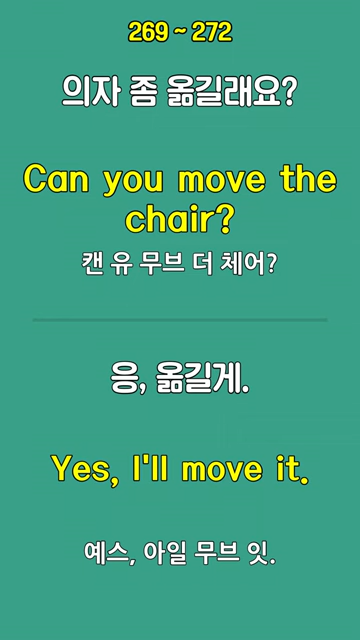 269 ~ 272
의자 좀 옮길래요?
Can you move the
chair?
캔 유 무브 더 체어?
응, 옮길게.
Yes, I'll move it.
예스, 아일 무브 잇.